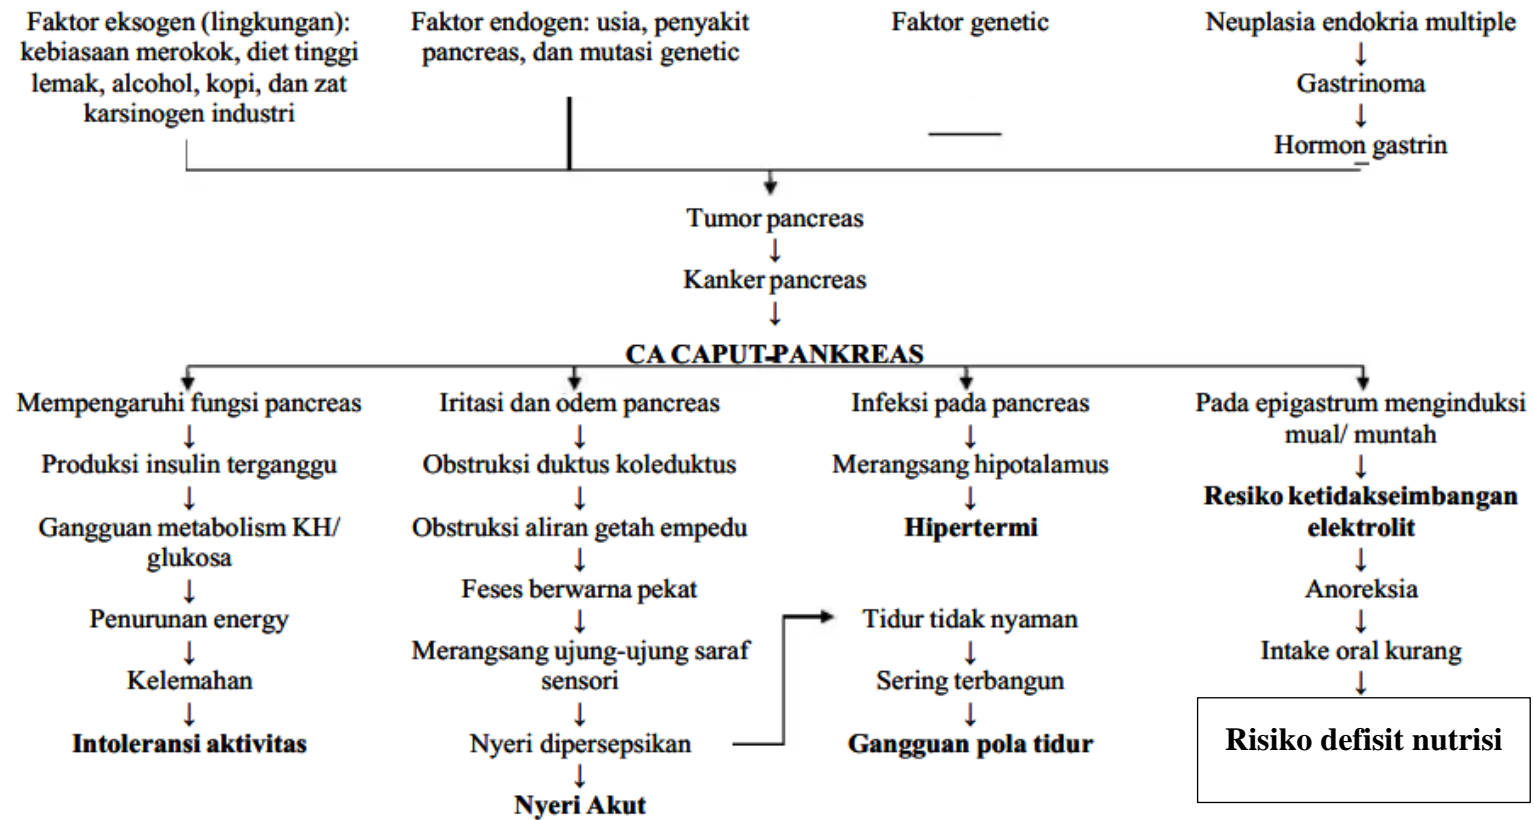 Faktor eksogen (lingkungan):
kebiasaan merokok, diet tinggi
lemak, alcohol, kopi, dan zat
karsinogen industri
Faktor endogen: usia, penyakit
pancreas, dan mutasi genetic
Faktor genetic
Neuplasia endokria multiple
↓
Gastrinoma
↓
Hormon gastrin
Tumor pancreas
↓
Kanker pancreas
↓
CA CAPUT-PANKREAS
Mempengaruhi fungsi pancreas
↓
Produksi insulin terganggu
↓
Gangguan metabolism KH/
glukosa
↓
Penurunan energy
↓
Kelemahan
↓
Intoleransi aktivitas
Iritasi dan odem pancreas
↓
Obstruksi duktus koleduktus
↓
Obstruksi aliran getah empedu
↓
Feses berwarna pekat
↓
Merangsang ujung-ujung saraf
sensori
↓
Nyeri dipersepsikan
↓
Nyeri Akut
Infeksi pada pancreas
↓
Merangsang hipotalamus
↓
Hipertermi
Tidur tidak nyaman
↓
Sering terbangun
↓
Gangguan pola tidur
Pada epigastrum menginduksi
mual/ muntah
↓
Resiko ketidakseimbangan
elektrolit
↓
Anoreksia
↓
Intake oral kurang
↓
Risiko defisit nutrisi